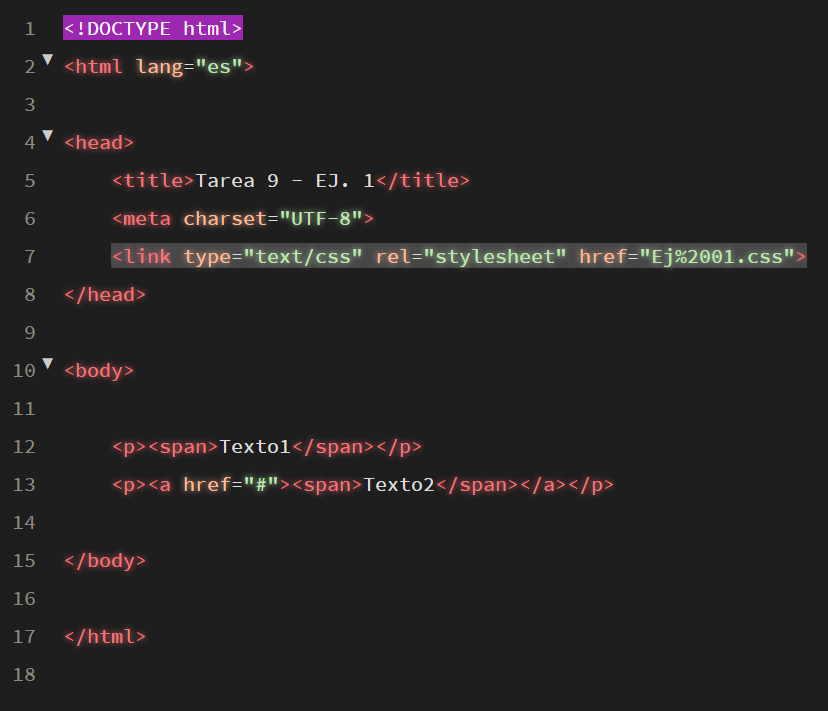 1 <!DOCTYPE html>
2 <html lang="es">
3
4 <head>
5 <title>Tarea 9 - EJ. 1</title>
6 <meta charset="UTF-8">
7 <link type="text/css" rel="stylesheet" href="Ej%2001.css">
8 </head>
9
10 <body>
11
12 <p><span>Texto1</span></p>
13 <p><a href="#"><span>Texto2</span></a></p>
14
15 </body>
16
17 </html>
18